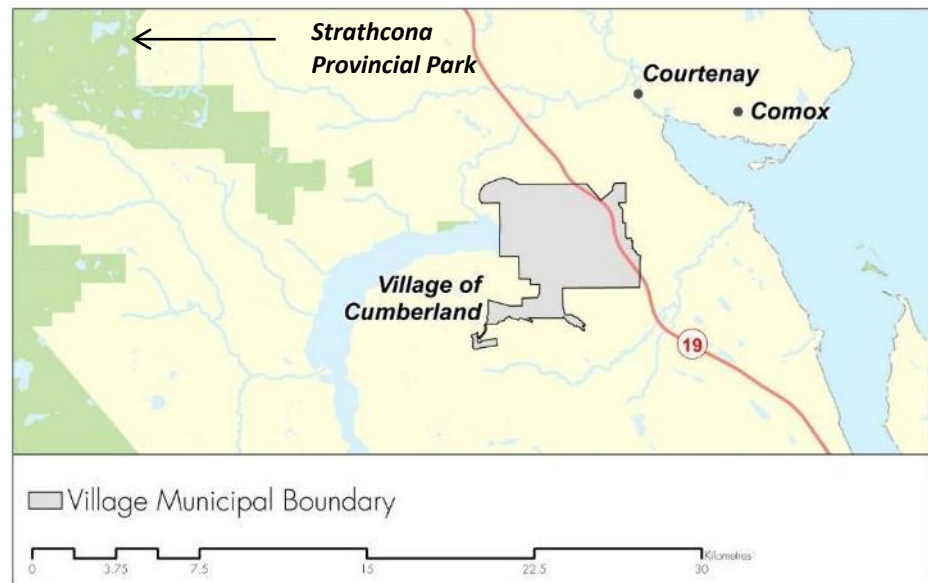 Strathcona
Provincial Park
Courtenay
Comox
Village of
Cumberland
19
Village Municipal Boundary
Kilometres
0 3.75 7.5 15 22.5 30